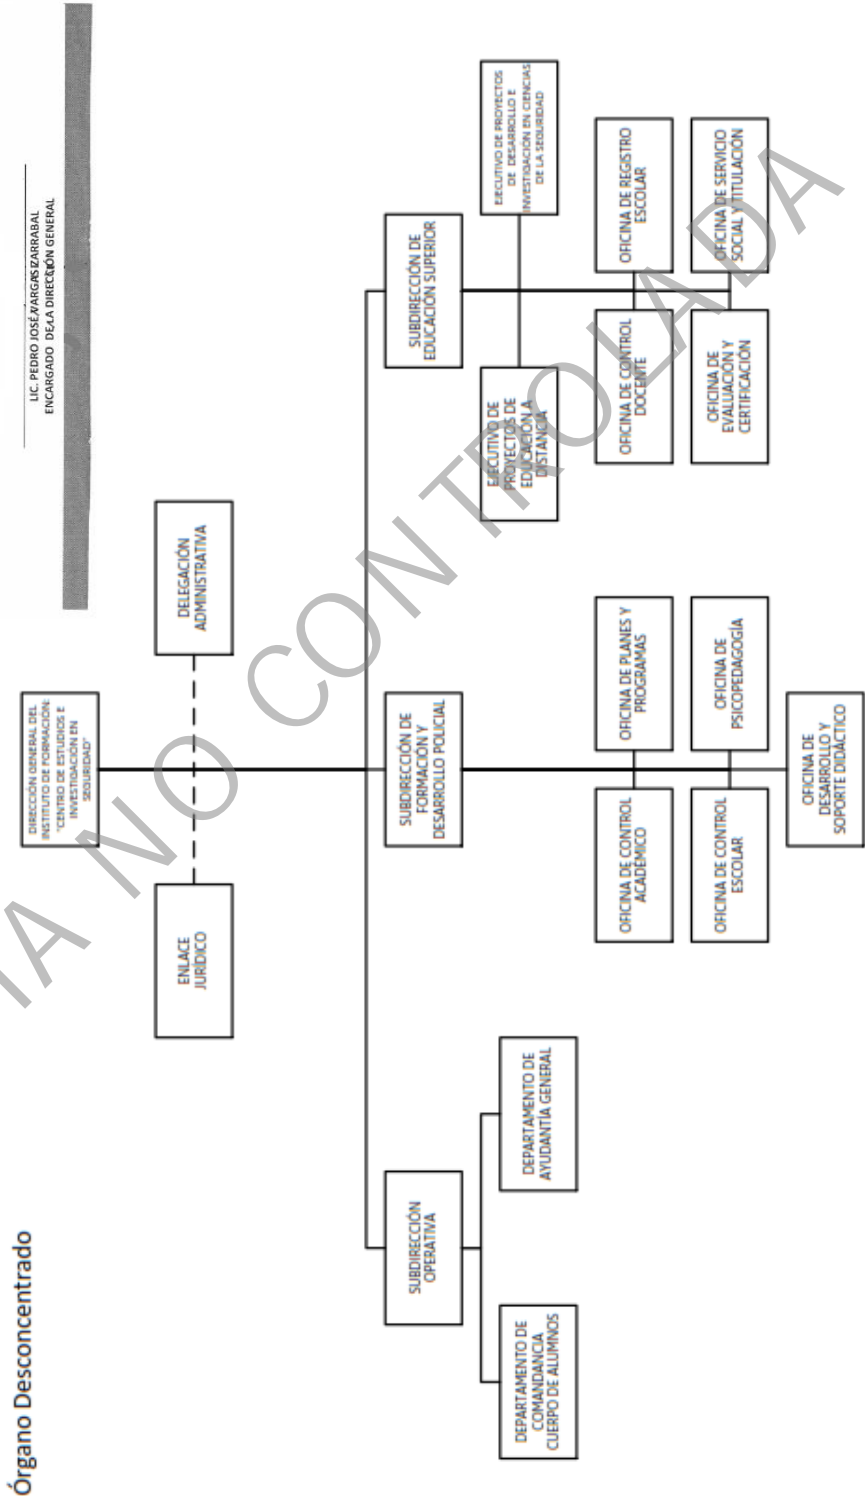 Órgano Desconcentrado
LIC. PEDRO JOSÉ
ENCARGADO DE LA DIRECCIÓN GENERAL
DIRECCIÓN GENERAL DEL
INSTITUTO DE FORMACIÓN:
"CENTRO DE ESTUDIOS E
INVESTIGACIÓN EN
SEGURIDAD"
ENLACE
JURÍDICO
DELEGACIÓN
ADMINISTRATIVA
SUBDIRECCIÓN
OPERATIVA
SUBDIRECCIÓN DE
FORMACIÓN Y
DESARROLLO POLICIAL
SUBDIRECCIÓN DE
EDUCACIÓN SUPERIOR
DEPARTAMENTO DE
COMANDANCIA
CUERPO DE ALUMNOS
DEPARTAMENTO DE
AYUDANTÍA GENERAL
EJECUTIVO DE
PROYECTOS DE
EDUCACIÓN A
DISTANCIA
EJECUTIVO DE PROYECTOS
DE DESARROLLO E
INVESTIGACIÓN EN CIENCIAS
DE LA SEGURIDAD
OFICINA DE CONTROL
ACADÉMICO
OFICINA DE PLANES Y
PROGRAMAS
OFICINA DE CONTROL
DOCENTE
OFICINA DE REGISTRO
ESCOLAR
OFICINA DE CONTROL
ESCOLAR
OFICINA DE
PSICOPEDAGOGÍA
OFICINA DE
EVALUACIÓN Y
CERTIFICACIÓN
OFICINA DE SERVICIO
SOCIAL Y TITULACIÓN
OFICINA DE
DESARROLLO Y
SOPORTE DIDÁCTICO
IA NO CONTROLADA